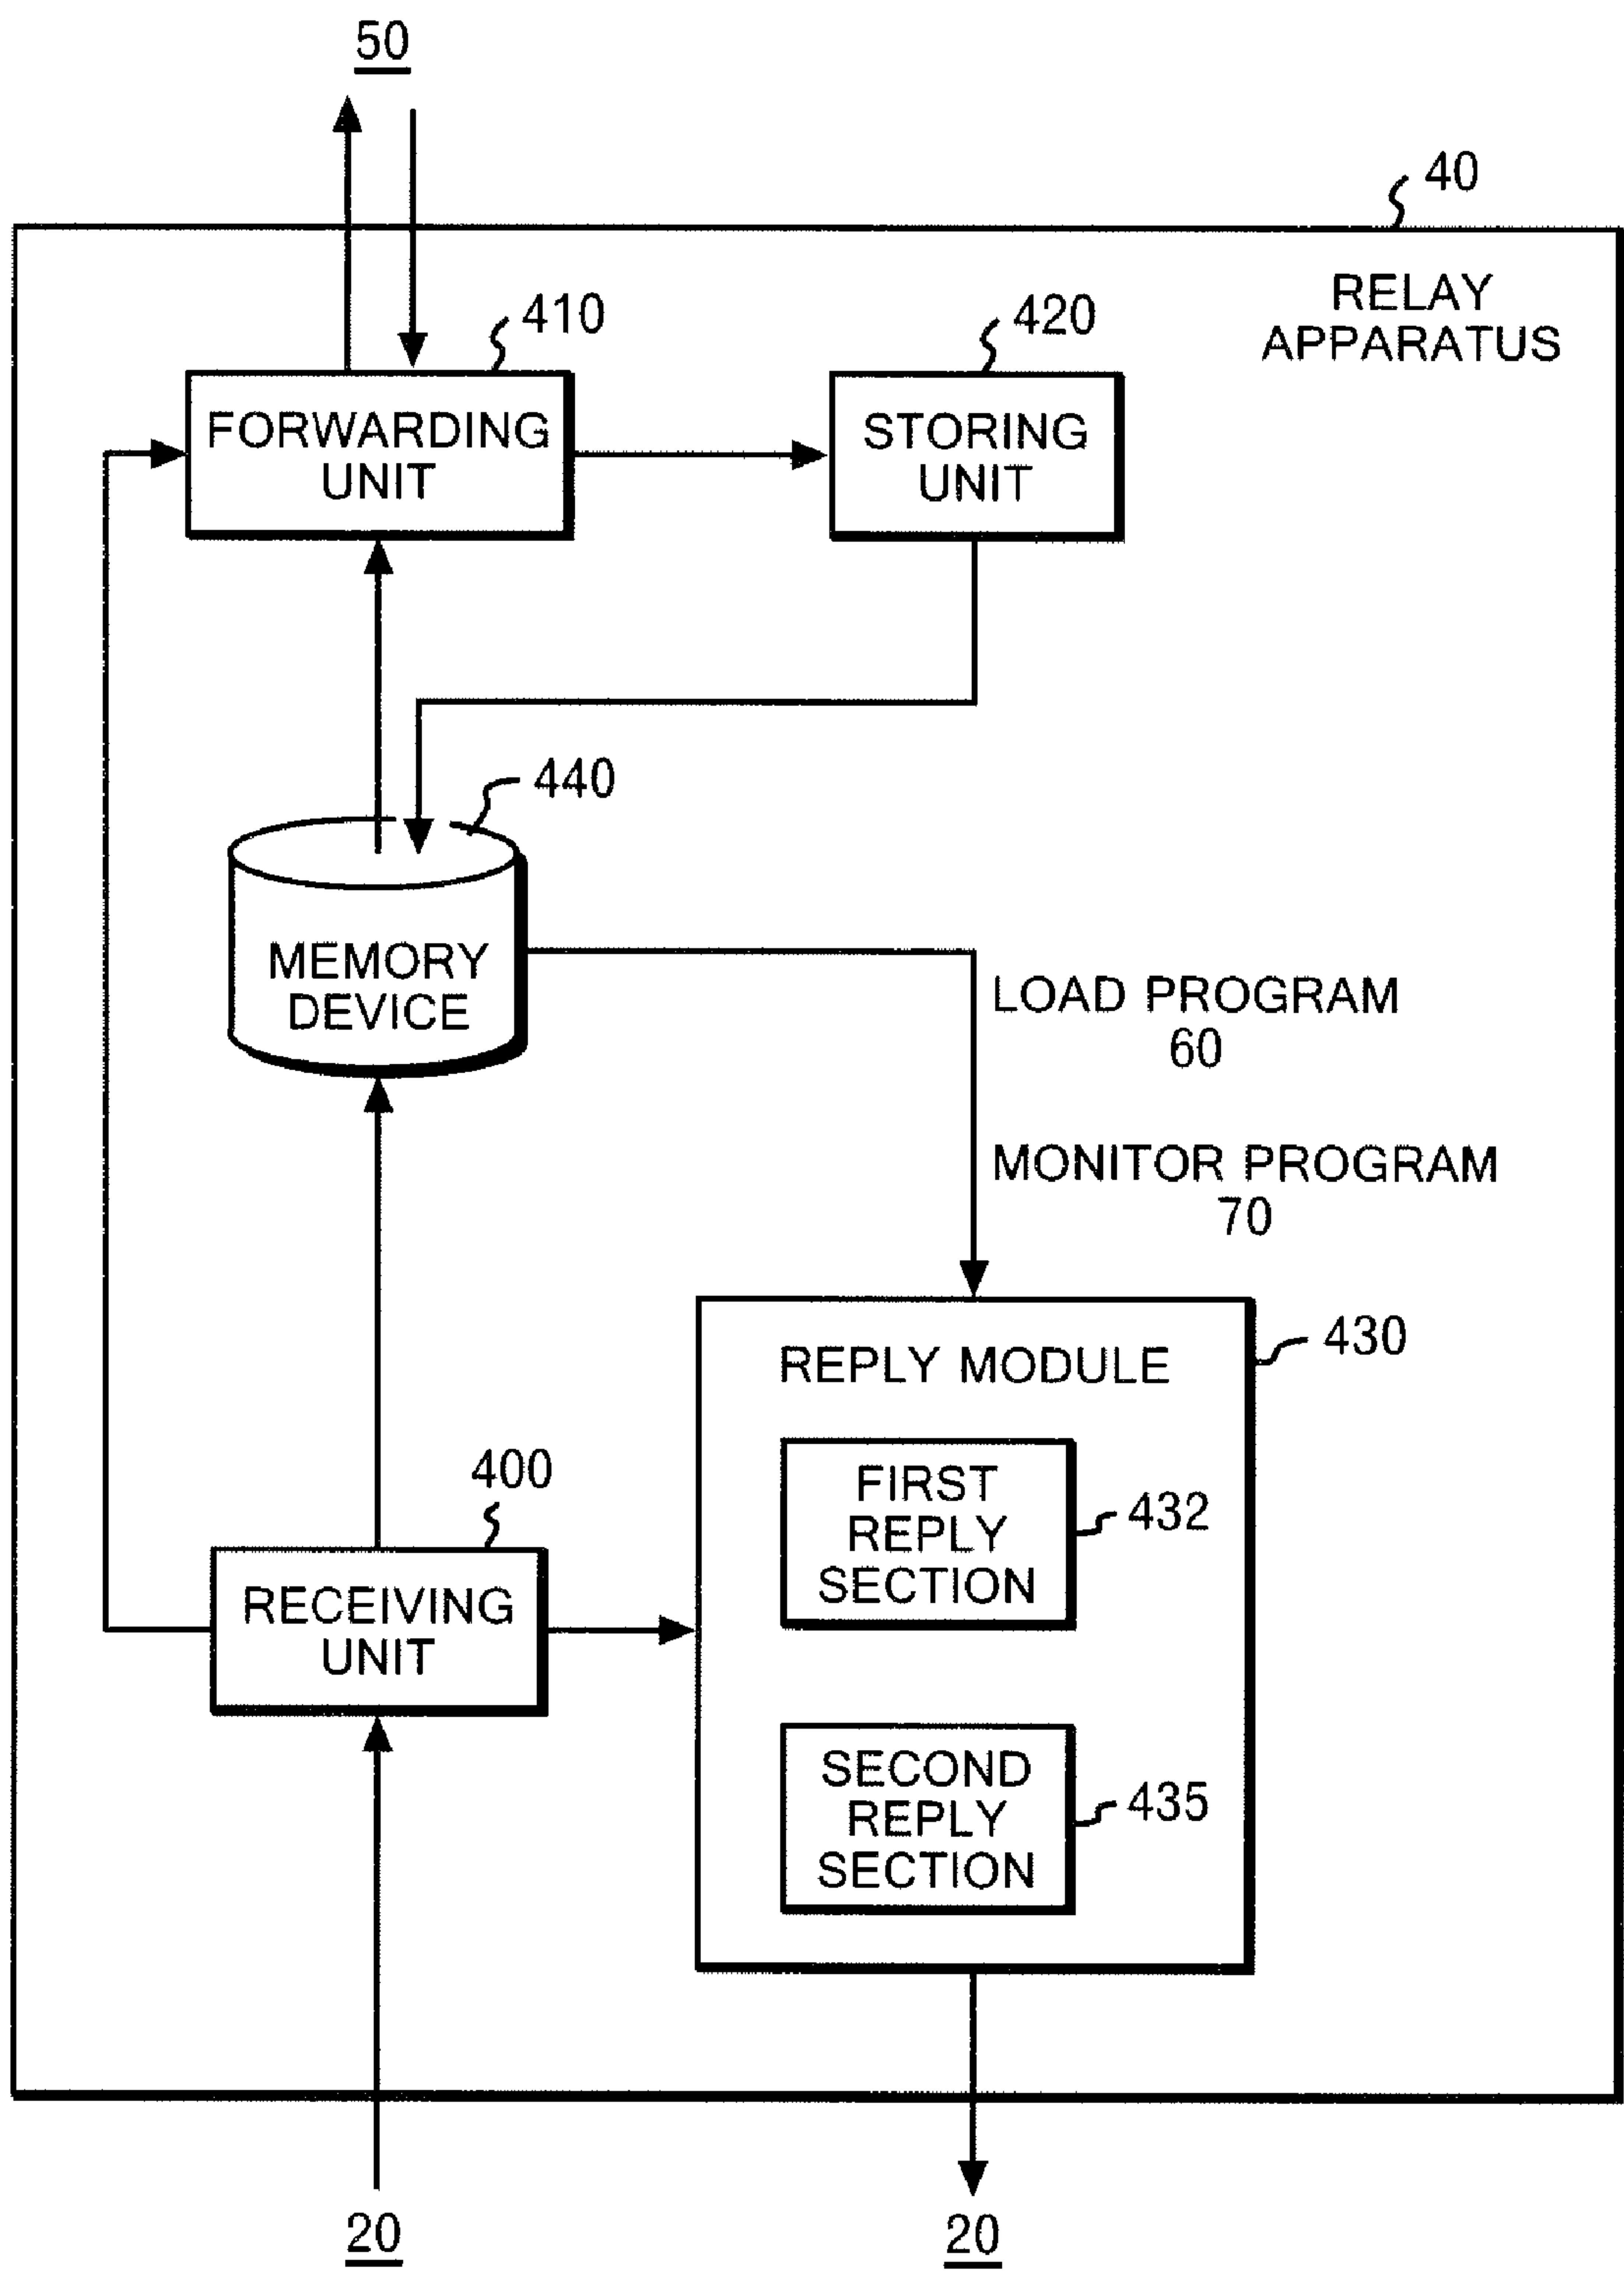 50
40
RELAY
APPARATUS
410
420
FORWARDING
UNIT
STORING
UNIT
440
MEMORY
DEVICE
LOAD PROGRAM
60
MONITOR PROGRAM
70
430
REPLY MODULE
400
FIRST
REPLY
SECTION
432
RECEIVING
UNIT
SECOND
REPLY
SECTION
435
20
20